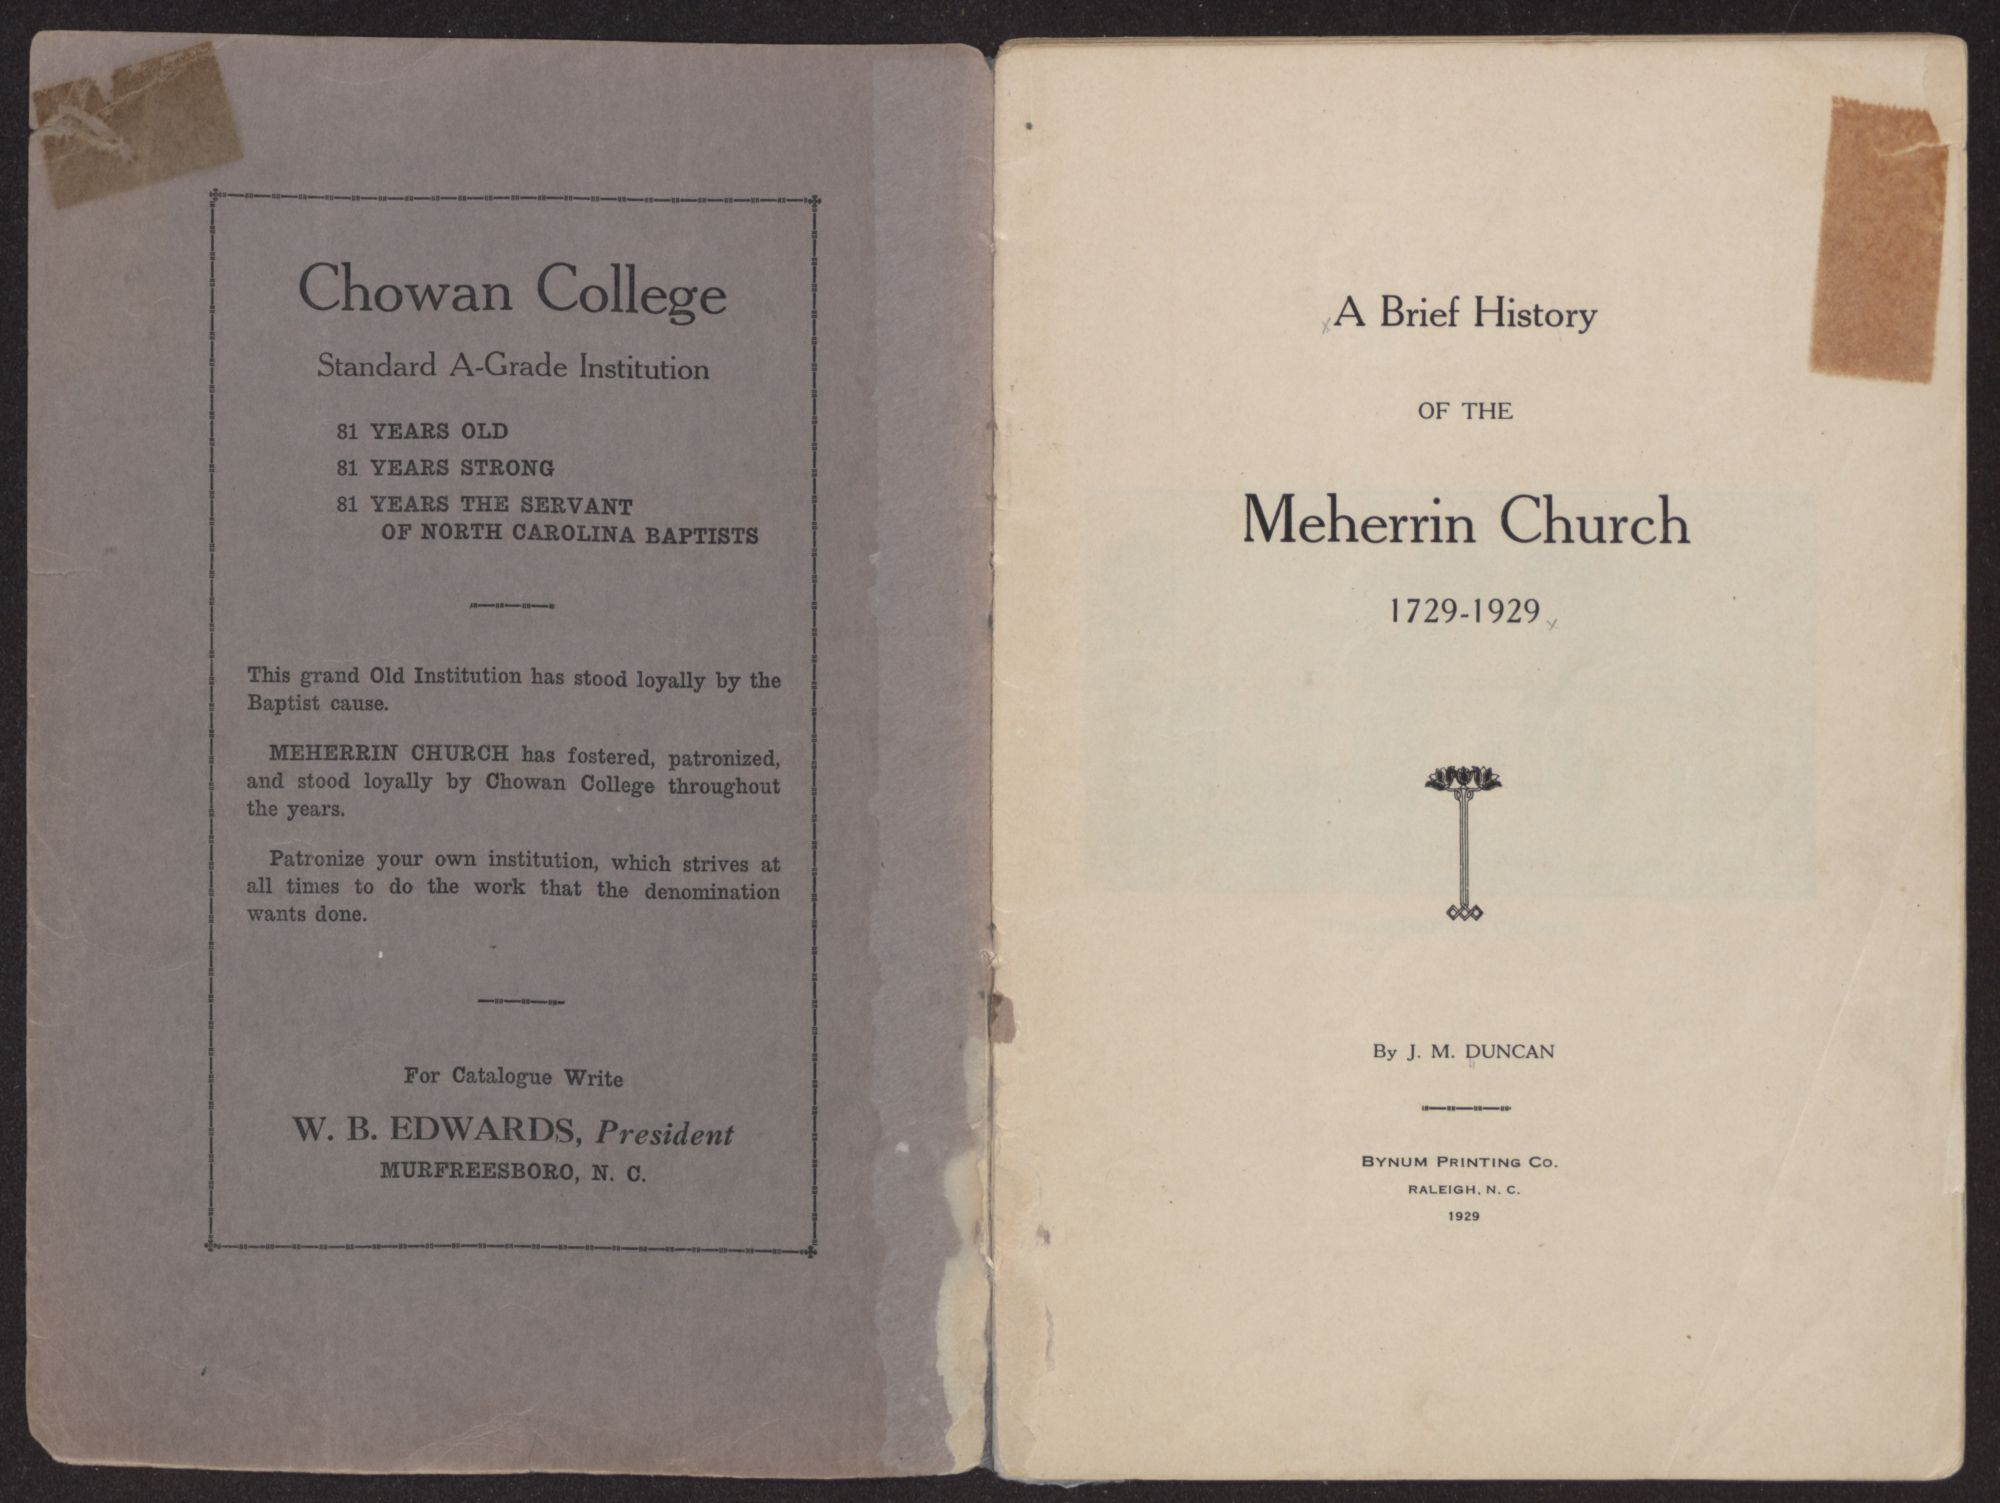 Chowan College
Standard A-Grade Institution
81 YEARS OLD
81 YEARS STRONG
81 YEARS THE SERVANT
OF NORTH CAROLINA BAPTISTS
This grand Old Institution has stood loyally by the
Baptist cause.
MEHERRIN CHURCH has fostered, patronized,
and stood loyally by Chowan College throughout
the years.
Patronize your own institution, which strives at
all times to do the work that the denomination
wants done.
For Catalogue Write
W. B. EDWARDS, President
MURFREESBORO, N. C.
A Brief History
OF THE
Meherrin Church
1729-1929
By J. M. DUNCAN
BYNUM PRINTING CO.
RALEIGH, N. C.
1929